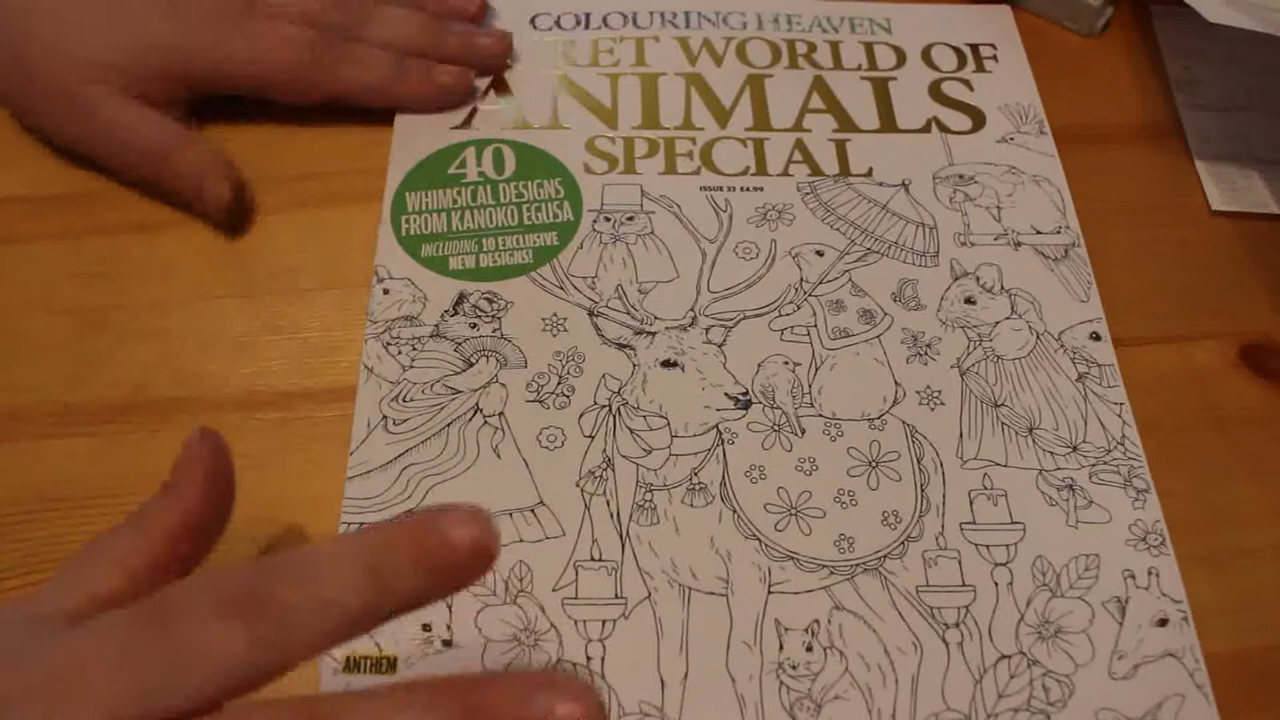 COLOURING HEAVEN
RET WORLD OF
ANIMALS
SPECIAL
ISSUE 33 £4.99
40
WHIMSICAL DESIGNS
FROM KANOKO EGUSA
INCLUDING 10 EXCLUSIVE
NEW DESIGNS!
ANTHEM